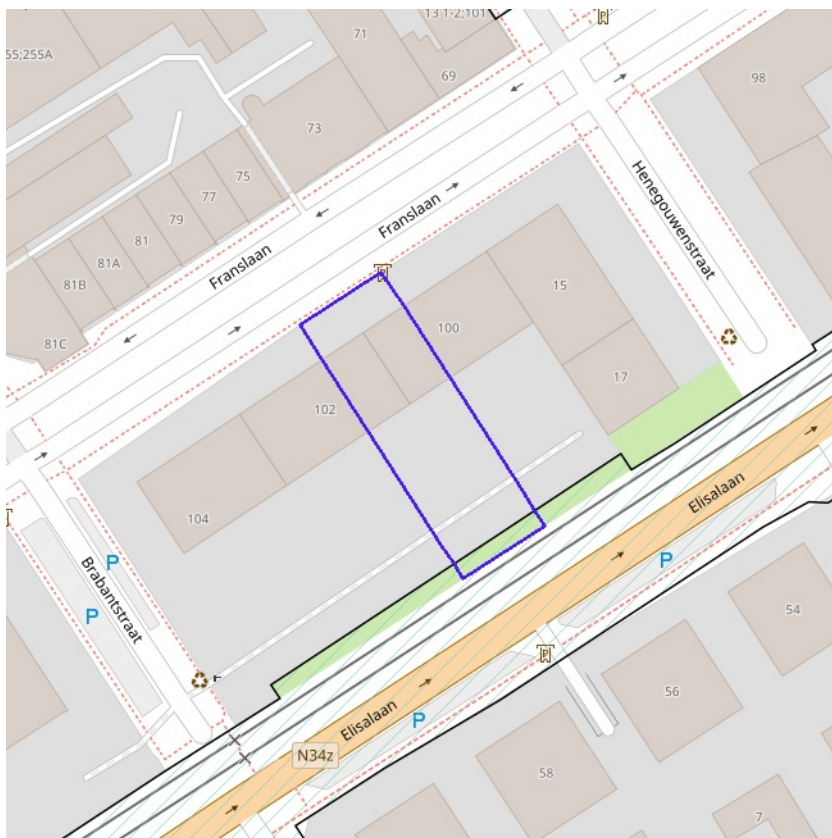 13 1-2;101
71
55;255A
69
98
73
75
77
79
81
81A
81B
81C
Franslaan
Franslaan
Henegouwenstraat
15
100
17
102
104
Elisalaan
P
P
Brabantstraat
P
54
56
Elisalaan
P
N34z
58
7